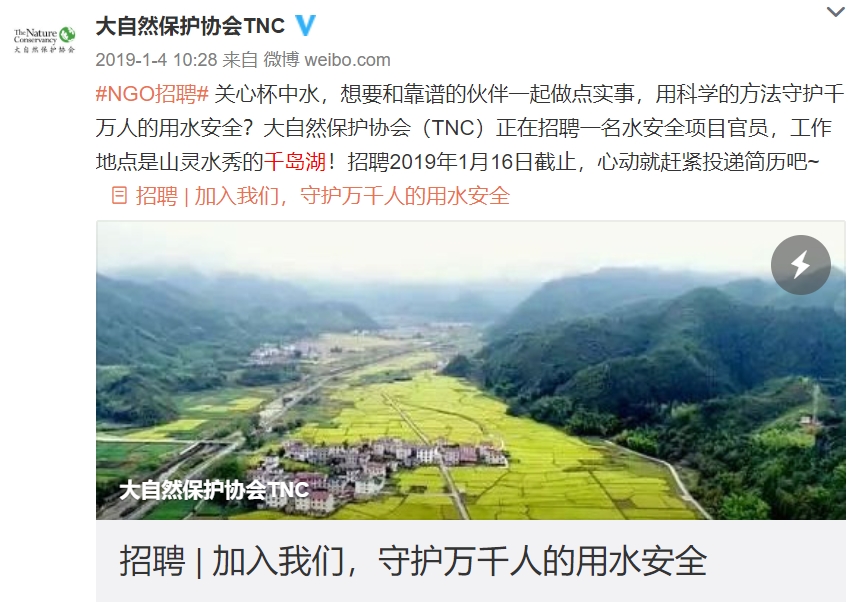 The Nature
Conservancy
大自然保护协会
大自然保护协会TNC
2019-1-4 10:28 来自 微博 weibo.com
#NGO招聘# 关心杯中水，想要和靠谱的伙伴一起做点实事，用科学的方法守护千
万人的用水安全？大自然保护协会（TNC）正在招聘一名水安全项目官员，工作
地点是山灵水秀的千岛湖！招聘2019年1月16日截止，心动就赶紧投递简历吧~
招聘 | 加入我们，守护万千人的用水安全
大自然保护协会TNC
招聘 | 加入我们，守护万千人的用水安全